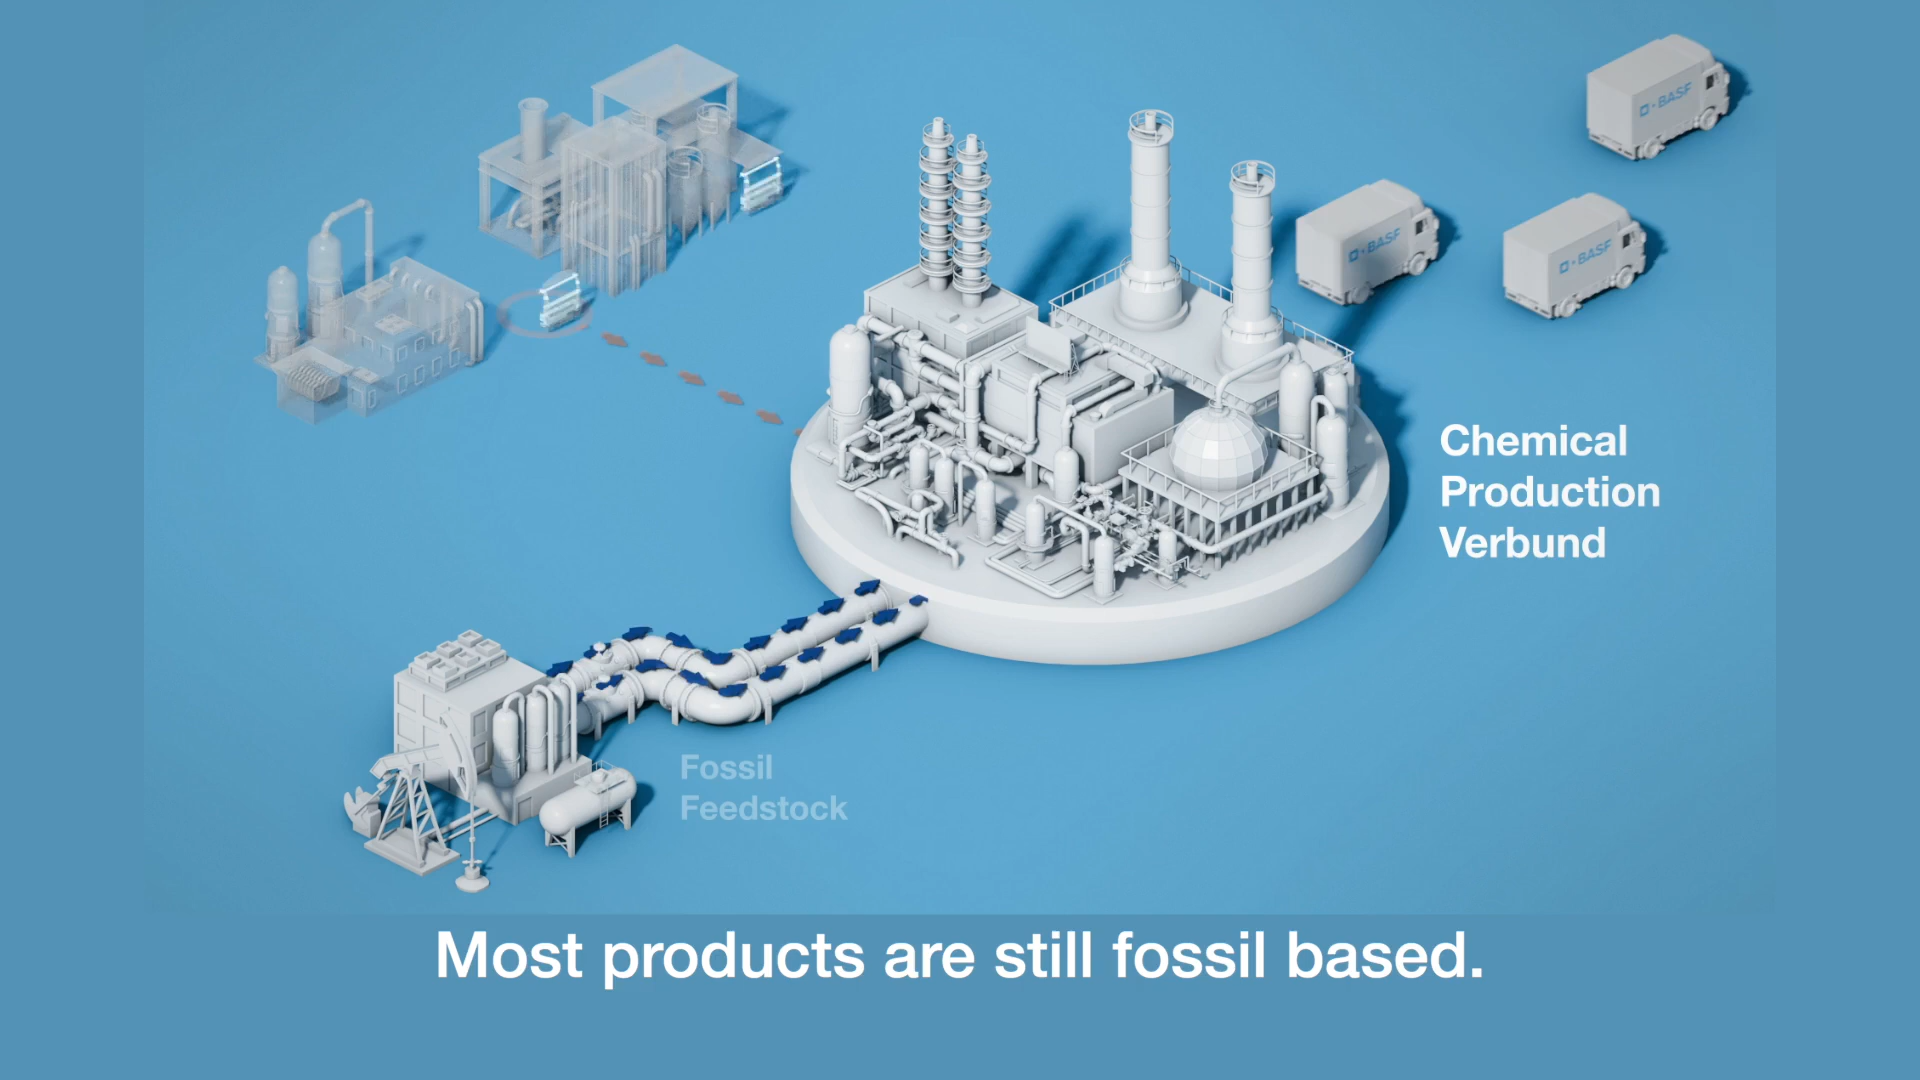 BASF
BASF
BASF
Chemical
Production
Verbund
Fossil
Feedstock
Most products are still fossil based.